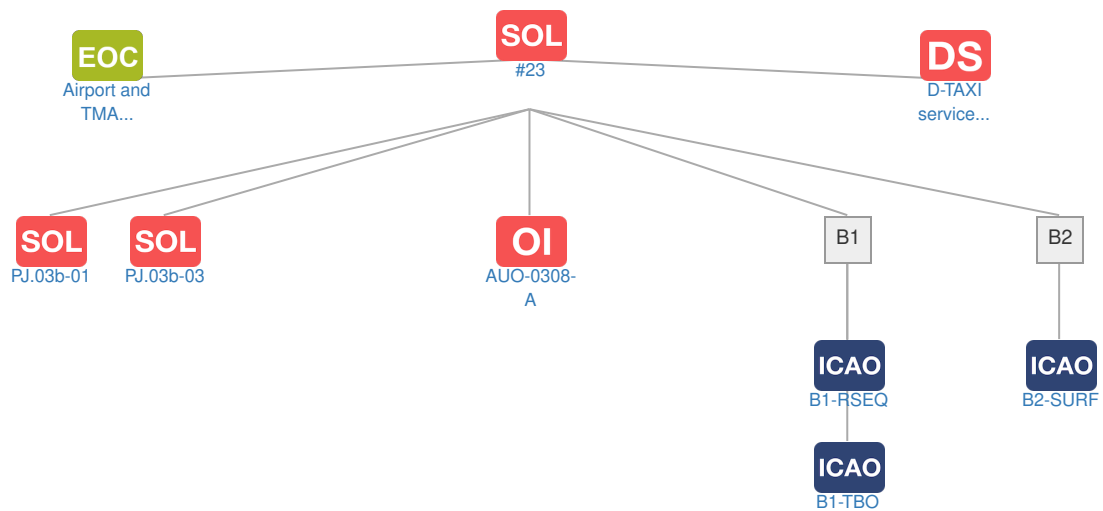 EOC
Airport and
TMA...
SOL
#23
DS
D-TAXI
service...
SOL
PJ.03b-01
SOL
PJ.03b-03
OI
AUO-0308-
A
B1
B2
ICAO
B1-RSEQ
ICAO
B2-SURF
ICAO
B1-TBO